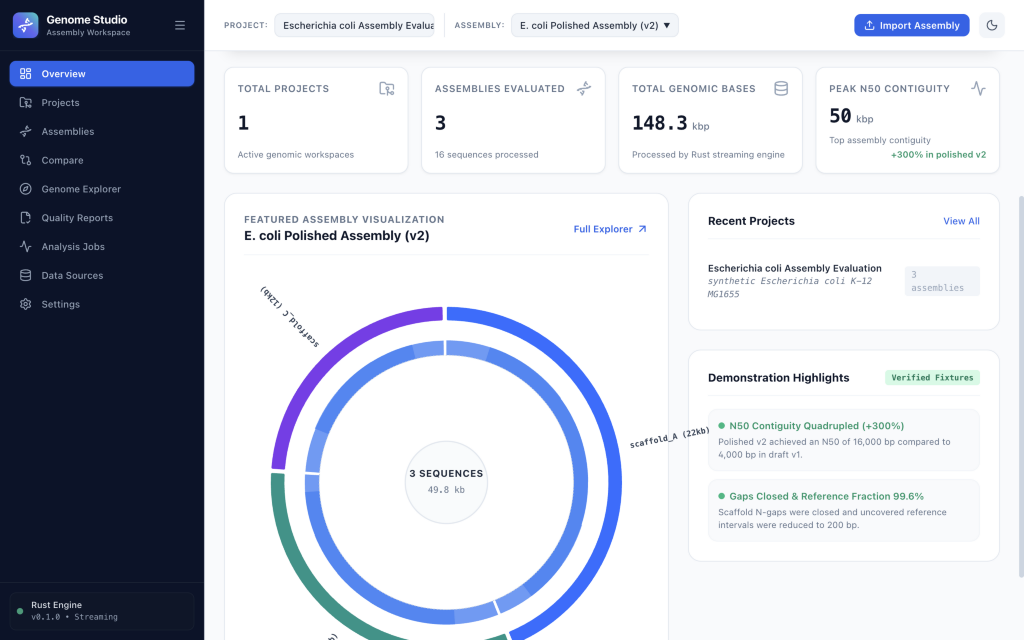 Genome Studio
Assembly Workspace
Overview
Projects
Assemblies
Compare
Genome Explorer
Quality Reports
Analysis Jobs
Data Sources
Settings
Rust Engine
v0.1.0 • Streaming
PROJECT:
Escherichia coli Assembly Evalua
ASSEMBLY:
E. coli Polished Assembly (v2) ▼
Import Assembly
TOTAL PROJECTS
1
Active genomic workspaces
ASSEMBLIES EVALUATED
3
16 sequences processed
TOTAL GENOMIC BASES
148.3 kbp
Processed by Rust streaming engine
PEAK N50 CONTIGUITY
50 kbp
Top assembly contiguity
+300% in polished v2
FEATURED ASSEMBLY VISUALIZATION
E. coli Polished Assembly (v2)
Full Explorer
scaffold_C (12kb)
scaffold_A (22kb)
3 SEQUENCES
49.8 kb
Recent Projects
View All
Escherichia coli Assembly Evaluation
synthetic Escherichia coli K-12
MG1655
3
assemblies
Demonstration Highlights
Verified Fixtures
N50 Contiguity Quadrupled (+300%)
Polished v2 achieved an N50 of 16,000 bp compared to
4,000 bp in draft v1.
Gaps Closed & Reference Fraction 99.6%
Scaffold N-gaps were closed and uncovered reference
intervals were reduced to 200 bp.